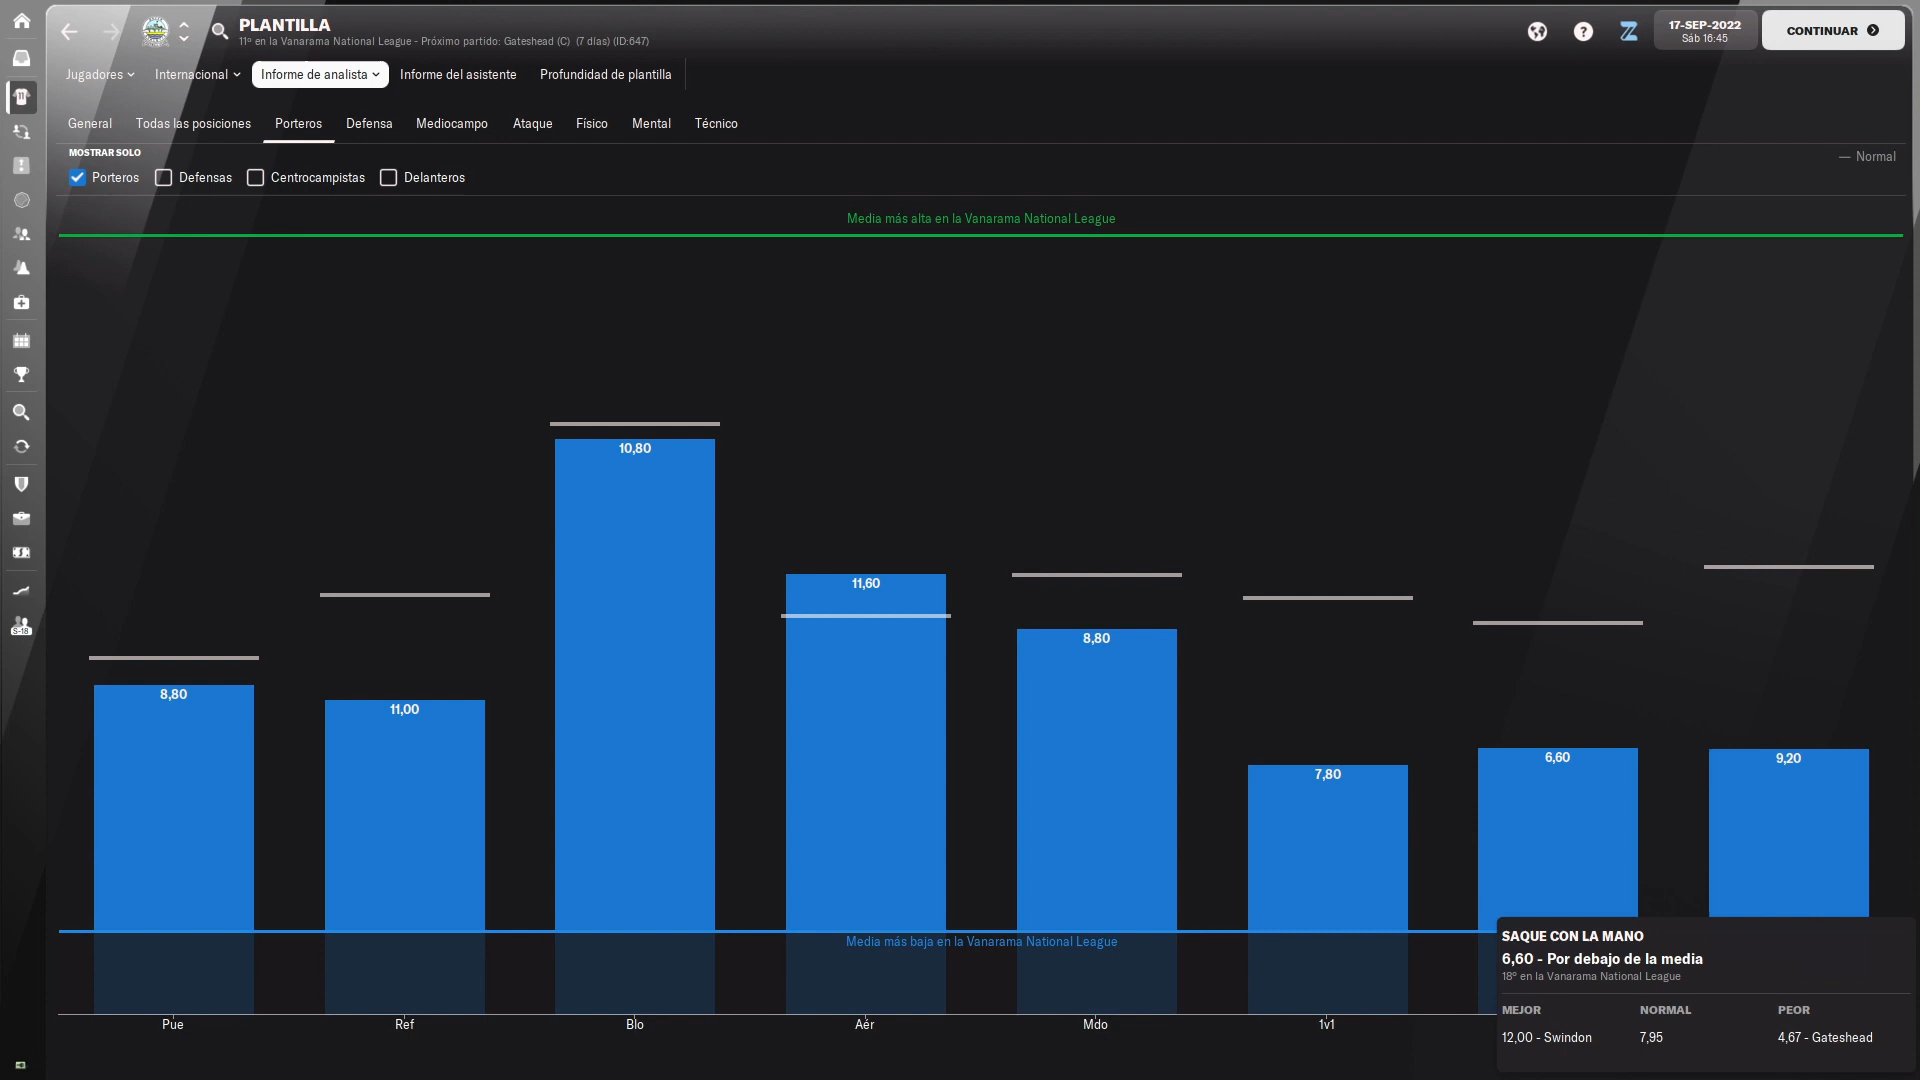 PLANTILLA
11º en la Vanarama National League - Próximo partido: Gateshead (C) (7 días) (ID:647)
17-SEP-2022
Sáb 16:45
CONTINUAR
Jugadores
Internacional
Informe de analista
Informe del asistente
Profundidad de plantilla
General
Todas las posiciones
Porteros
Defensa
Mediocampo
Ataque
Físico
Mental
Técnico
MOSTRAR SOLO
Normal
Porteros
Defensas
Centrocampistas
Delanteros
Media más alta en la Vanarama National League
10,80
11,60
8,80
8,80
11,00
7,80
6,60
9,20
Media más baja en la Vanarama National League
S-18
11
Pue
Ref
Blo
Aér
Mdo
1v1
SAQUE CON LA MANO
6,60 - Por debajo de la media
18º en la Vanarama National League
MEJOR
NORMAL
PEOR
12,00 - Swindon
7,95
4,67 - Gateshead